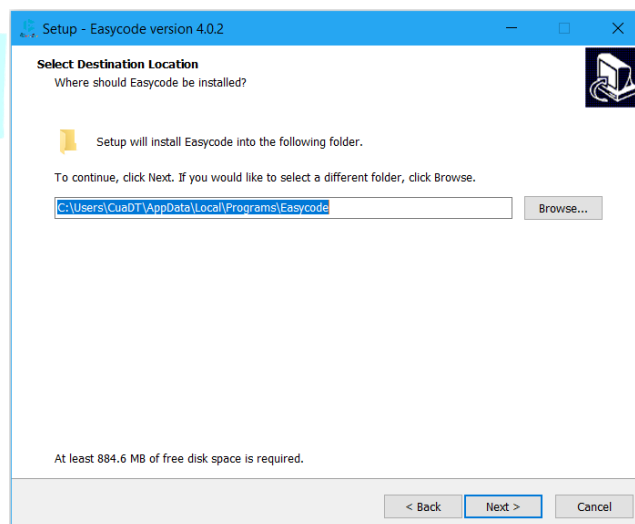 Setup - Easycode version 4.0.2
Select Destination Location
Where should Easycode be installed?
Setup will install Easycode into the following folder.
To continue, click Next. If you would like to select a different folder, click Browse.
C:\Users\CuaDT\AppData\Local\Programs\Easycode
Browse...
At least 884.6 MB of free disk space is required.
< Back
Next >
Cancel